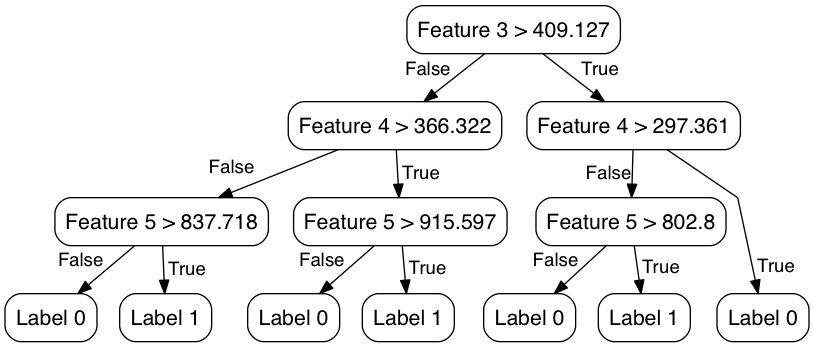 Feature 3 > 409.127
False
True
Feature 4 > 366.322
Feature 4 > 297.361
False
True
False
Feature 5 > 837.718
Feature 5 > 915.597
Feature 5 > 802.8
False
True
False
True
False
True
True
Label 0
Label 1
Label 0
Label 1
Label 0
Label 1
Label 0